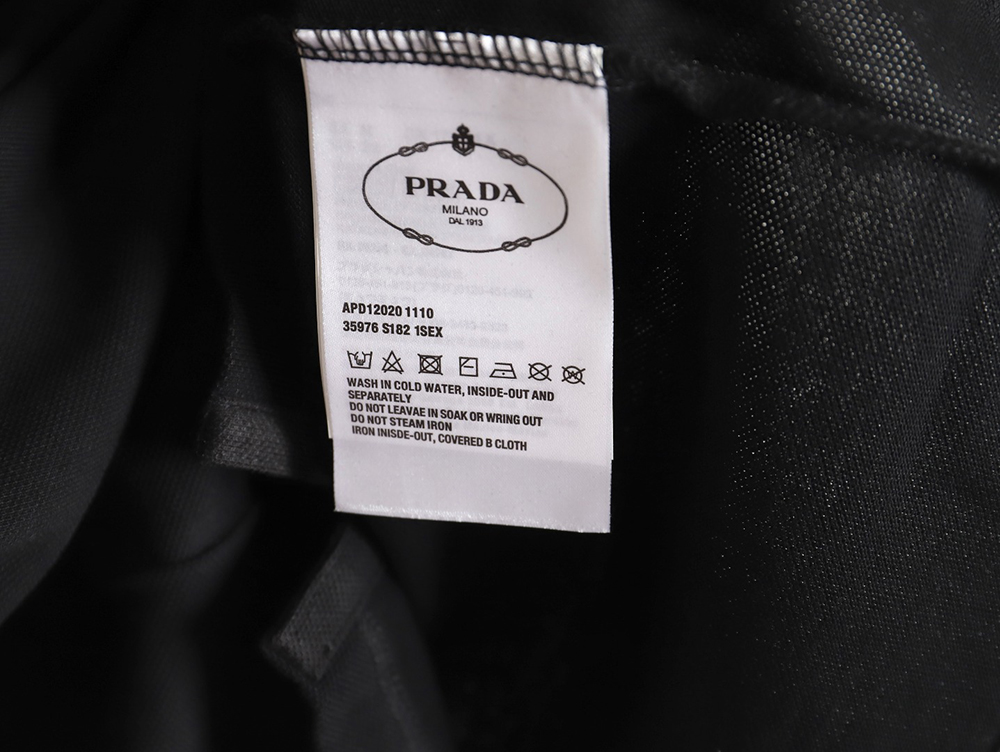 PRADA
MILANO
DAL 1913
APD12020 1110
35976 S182 1SEX
WASH IN COLD WATER, INSIDE-OUT AND
SEPARATELY
DO NOT LEAVAE IN SOAK OR WRING OUT
DO NOT STEAM IRON
IRON INISDE-OUT, COVERED B CLOTH